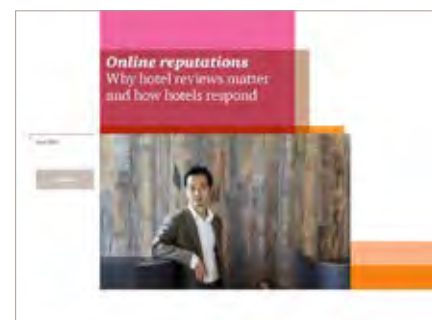 Online reputations
Why hotel reviews matter
and how hotels respond